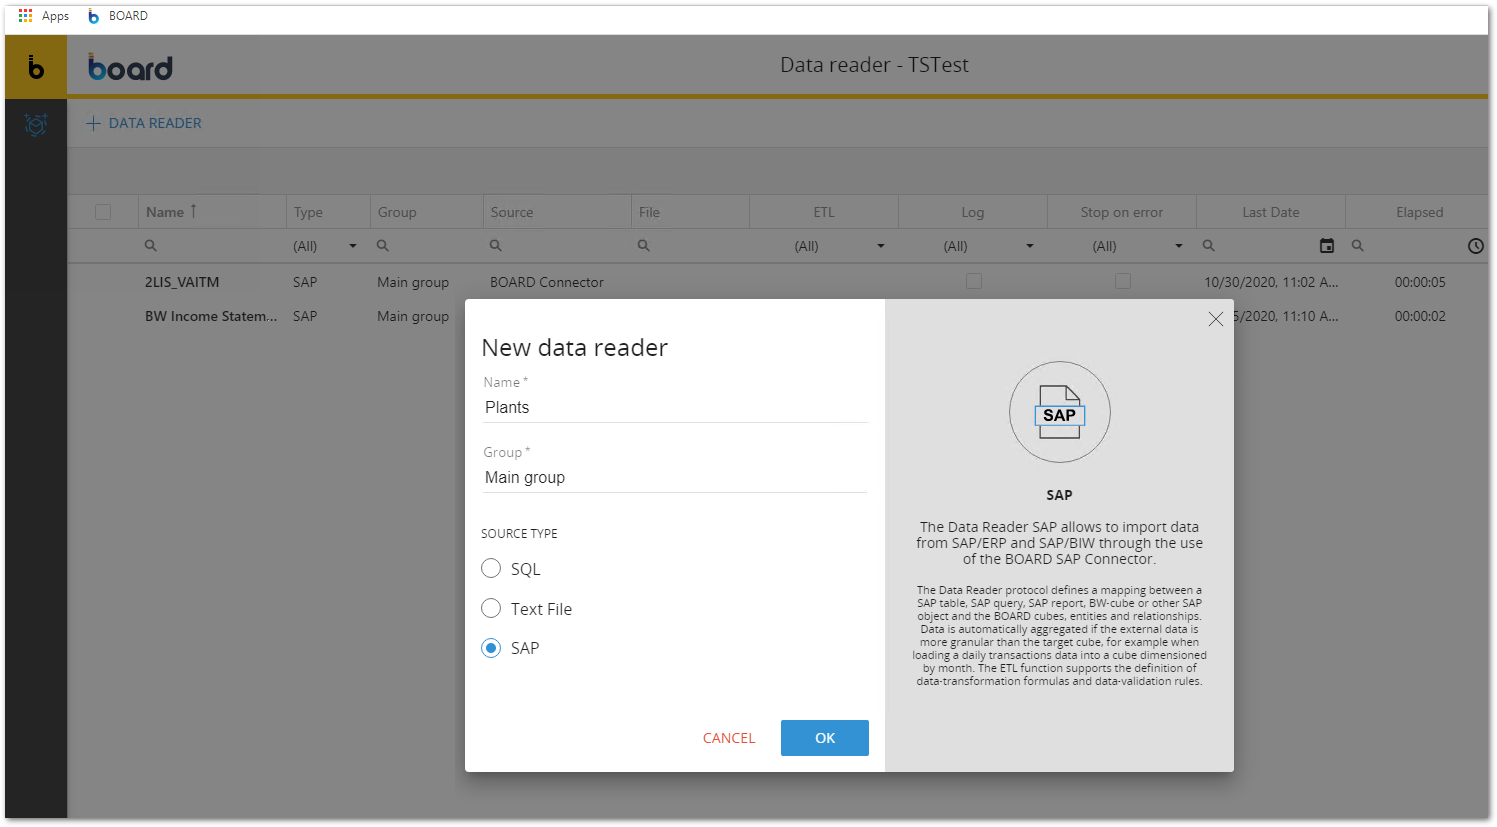 Apps BOARD
b board Data reader - TSTest
DATA READER
Name Type Group Source File ETL Log Stop on error Last Date Elapsed
(All) (All) (All) (All)
2LIS_VAITM SAP Main group BOARD Connector 10/30/2020, 11:02 A... 00:00:05
BW Income Statem... SAP Main group 5/2020, 11:10 A... 00:00:02
New data reader
Name *
Plants
Group *
Main group
SOURCE TYPE
SQL
Text File
SAP
CANCEL OK
SAP
SAP
The Data Reader SAP allows to import data
from SAP/ERP and SAP/BIW through the use
of the BOARD SAP Connector.
The Data Reader protocol defines a mapping between a
SAP table, SAP query, SAP report, BW-cube or other SAP
object and the BOARD cubes, entities and relationships.
Data is automatically aggregated if the external data is
more granular than the target cube, for example when
loading a daily transactions data into a cube dimensioned
by month. The ETL function supports the definition of
data-transformation formulas and data-validation rules.